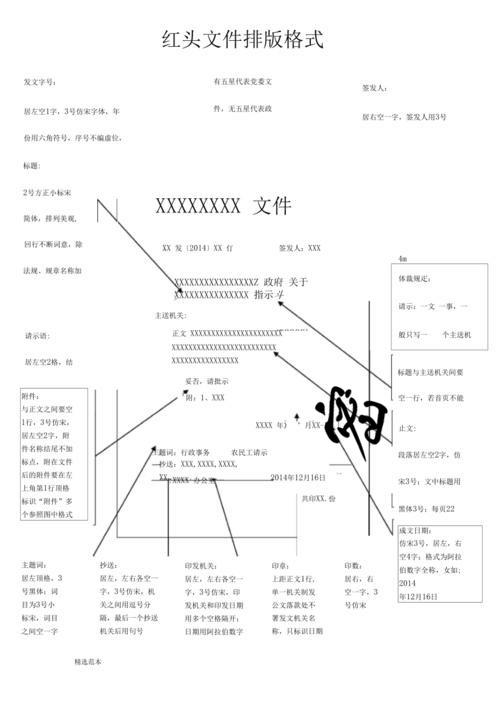 红头文件排版格式
发文字号：
居左空1字，3号仿宋字体，年
份用六角符号，序号不编虚位，
有五星代表党委文
件，无五星代表政
签发人：
居右空一字，签发人用3号
标题：
2号方正小标宋
简体，排列美观，
回行不断词意，除
法规、规章名称加
XXXXXXXX 文件
XX 发〔2014〕XX 仃
签发人：XXX
XXXXXXXXXXXXXXXXZ 政府 关于
XXXXXXXXXXXXXX 指示斗
主送机关：
正文 XXXXXXXXXXXXXXXXXXXXXXX
XXXXXXXXXXXXXXXXXXXXXXXXXX
XXXXXXXXXXXXXXXX
4m
体裁规定：
请示：一文 一事，一
般只写一 个主送机
请示语：
居左空2格，结
标题与主送机关间要
空一行，若首页不能
妥否，请批示
附：1、XXX
附件：
与正文之间要空
1行，3号仿宋，
居左空2字，附
件名称结尾不加
标点，附在文件
后的附件要在左
上角第1行顶格
标识“附件”多
个参照图中格式
XXXX 年 月XX
止文：
段落居左空2字，仿
宋3号；文中标题用
黑体3号；每页22
主题词：行政事务 农民工请示
抄送：XXX,XXXX,XXXX,
XX XXXX 办公室
2014年12月16日
共印XX.份
成文日期：
仿宋3号，居左，右
空4字；格式为阿拉
伯数字全称，女如：
2014
年12月16日
主题词：
居左顶格，3
号黑体；词
目为3号小
标宋，词目
之间空一字
抄送：
居左，左右各空一
字，3号仿宋，机
关之间用逗号分
隔，最后一个抄送
机关后用句号
印发机关：
居左，左右各空一
字，3号仿宋，印
发机关和印发日期
用多个空格隔开；
日期用阿拉伯数字
印章：
上距正文1行，
单一机关制发
公文落款处不
署发文机关名
称，只标识日期
印数：
居右，右
空一字，3
号仿宋
精选范本